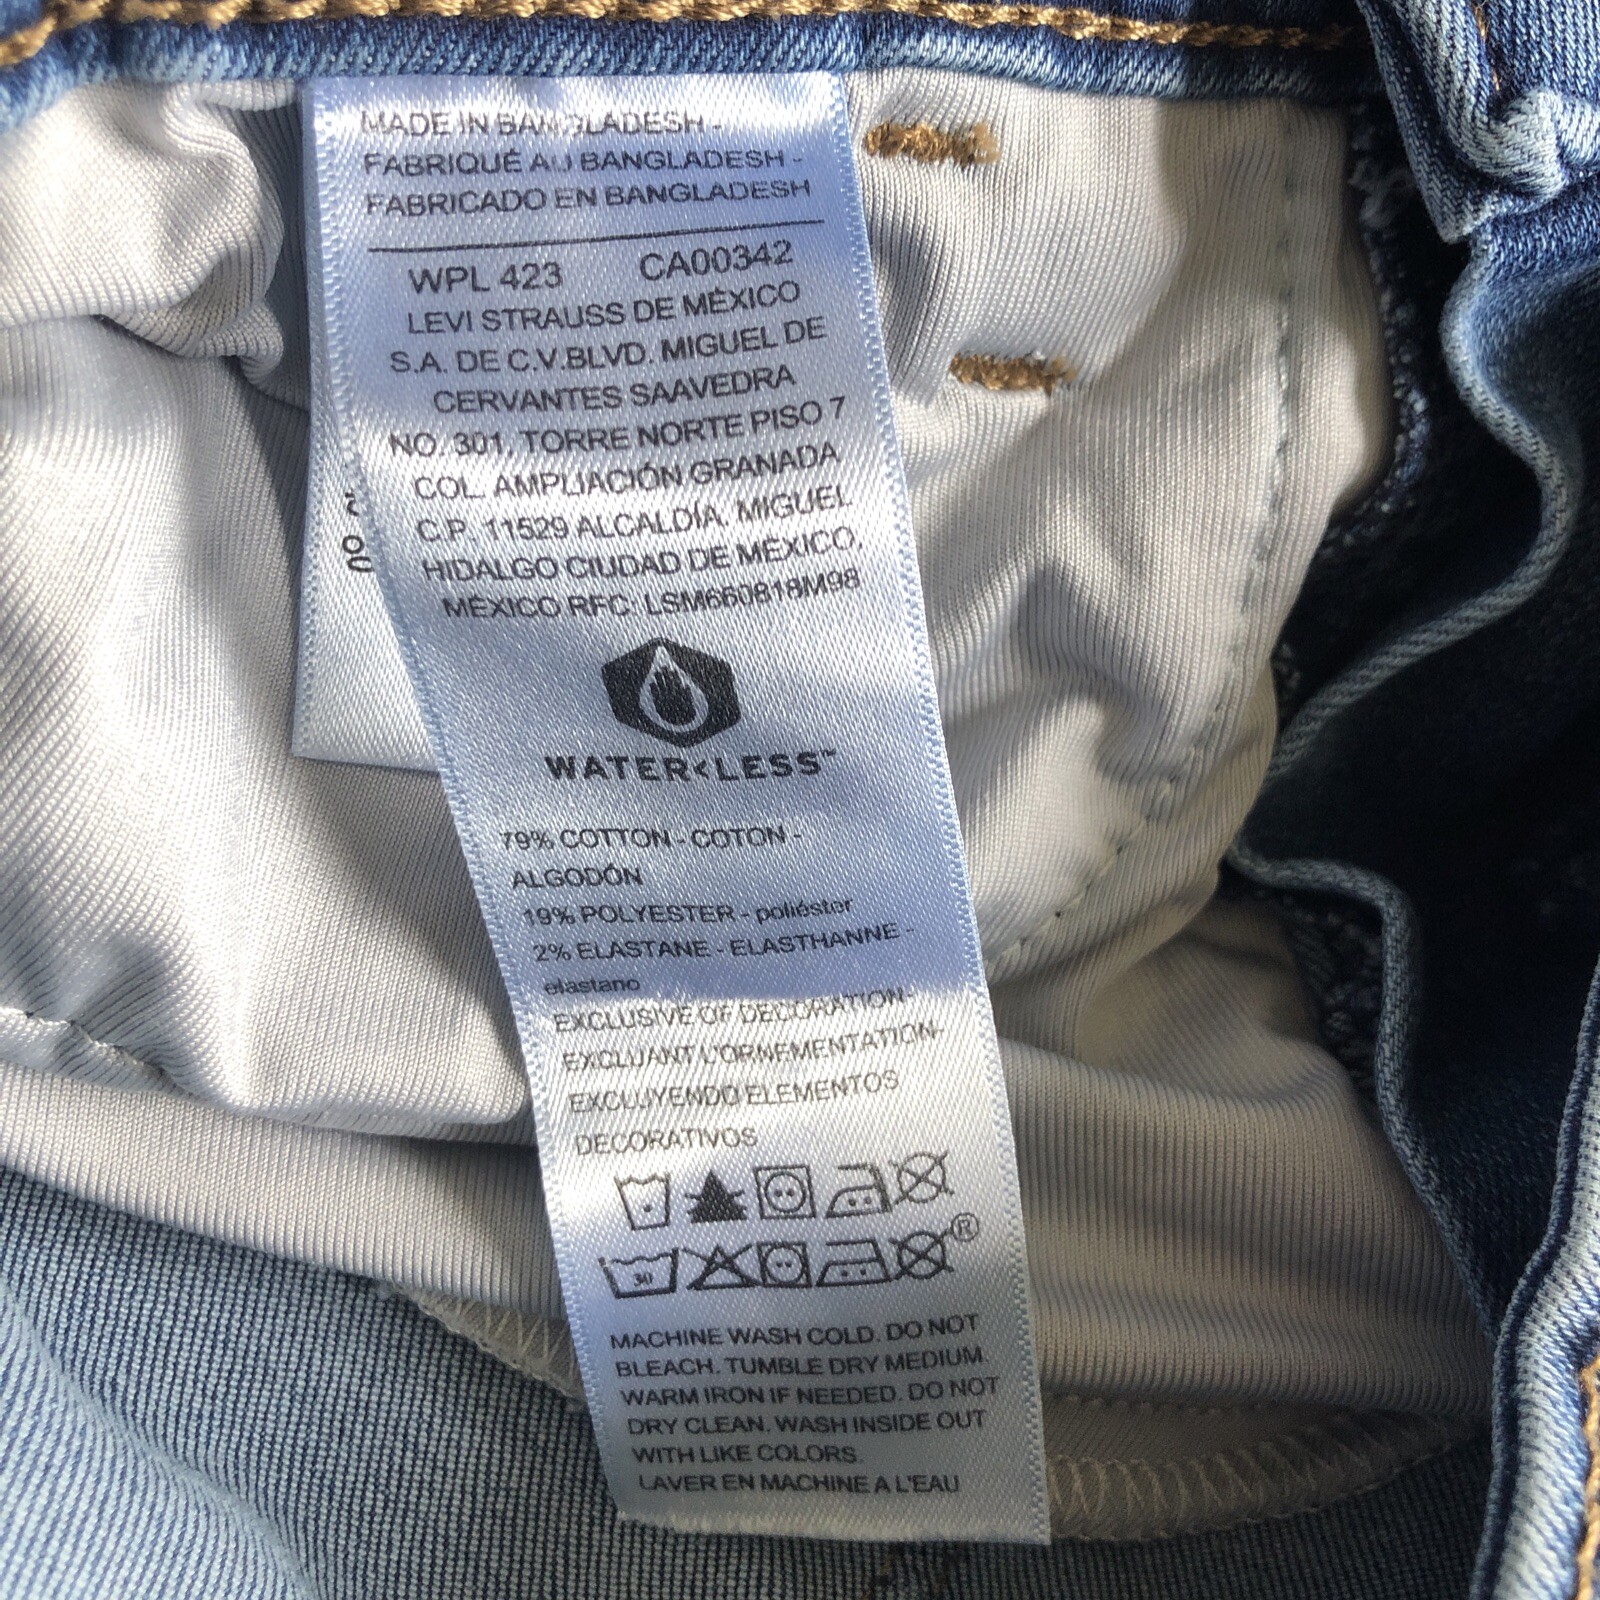 MADE IN BANGLADESH -
FABRIQUÉ AU BANGLADESH -
FABRICADO EN BANGLADESH
WPL 423 CA00342
LEVI STRAUSS DE MÉXICO
S.A. DE C.V.BLVD. MIGUEL DE
CERVANTES SAAVEDRA
NO. 301, TORRE NORTE PISO 7
COL. AMPLIACIÓN GRANADA
C.P. 11529 ALCALDÍA. MIGUEL
HIDALGO CIUDAD DE MÉXICO,
MÉXICO RFC: LSM660818M98
WATER<LESS™
79% COTTON - COTON -
ALGODÓN
19% POLYESTER - poliéster
2% ELASTANE - ELASTHANNE -
elastano
EXCLUSIVE OF DECORATION-
EXCLUANT L'ORNEMENTATION-
EXCLUYENDO ELEMENTOS
DECORATIVOS
®
30
MACHINE WASH COLD. DO NOT
BLEACH. TUMBLE DRY MEDIUM.
WARM IRON IF NEEDED. DO NOT
DRY CLEAN. WASH INSIDE OUT
WITH LIKE COLORS.
LAVER EN MACHINE A L'EAU